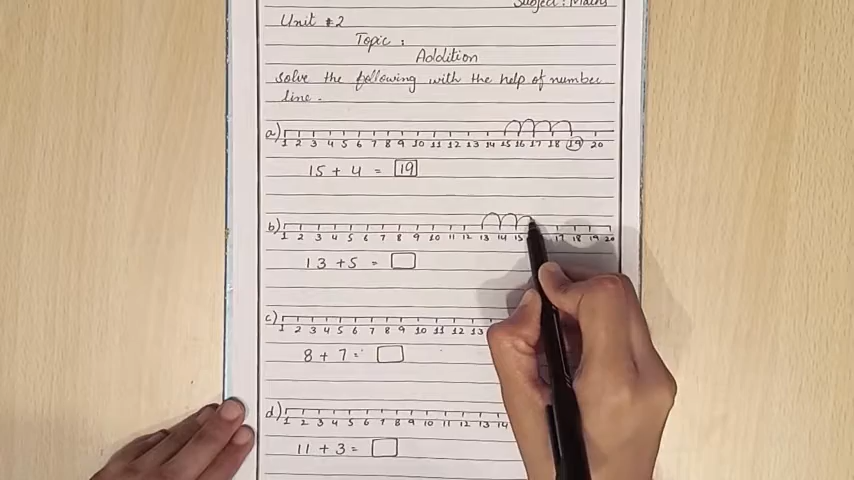 Subject : Maths
Unit #2
Topic :
Addition
solve the following with the help of number
line.
a) 1 2 3 4 5 6 7 8 9 10 11 12 13 14 15 16 17 18 19 20
15 + 4 = 19
b) 1 2 3 4 5 6 7 8 9 10 11 12 13 14 15 17 18 19 20
13 + 5 =
c) 1 2 3 4 5 6 7 8 9 10 11 12 13
8 + 7 =
d) 1 2 3 4 5 6 7 8 9 10 11 12 13 14
11 + 3 =